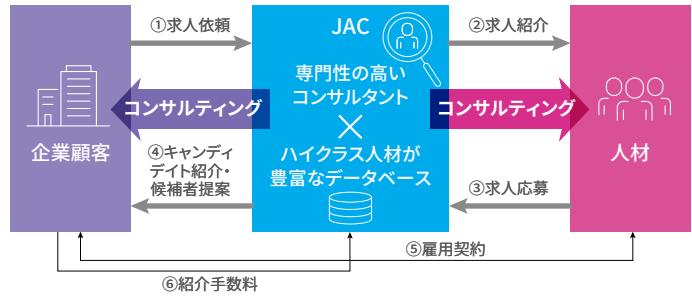 ①求人依頼
JAC
②求人紹介
専門性の高い
コンサルタント
×
ハイクラス人材が
豊富なデータベース
コンサルティング
コンサルティング
企業顧客
人材
④キャンディ
デイト紹介・
候補者提案
③求人応募
⑤雇用契約
⑥紹介手数料